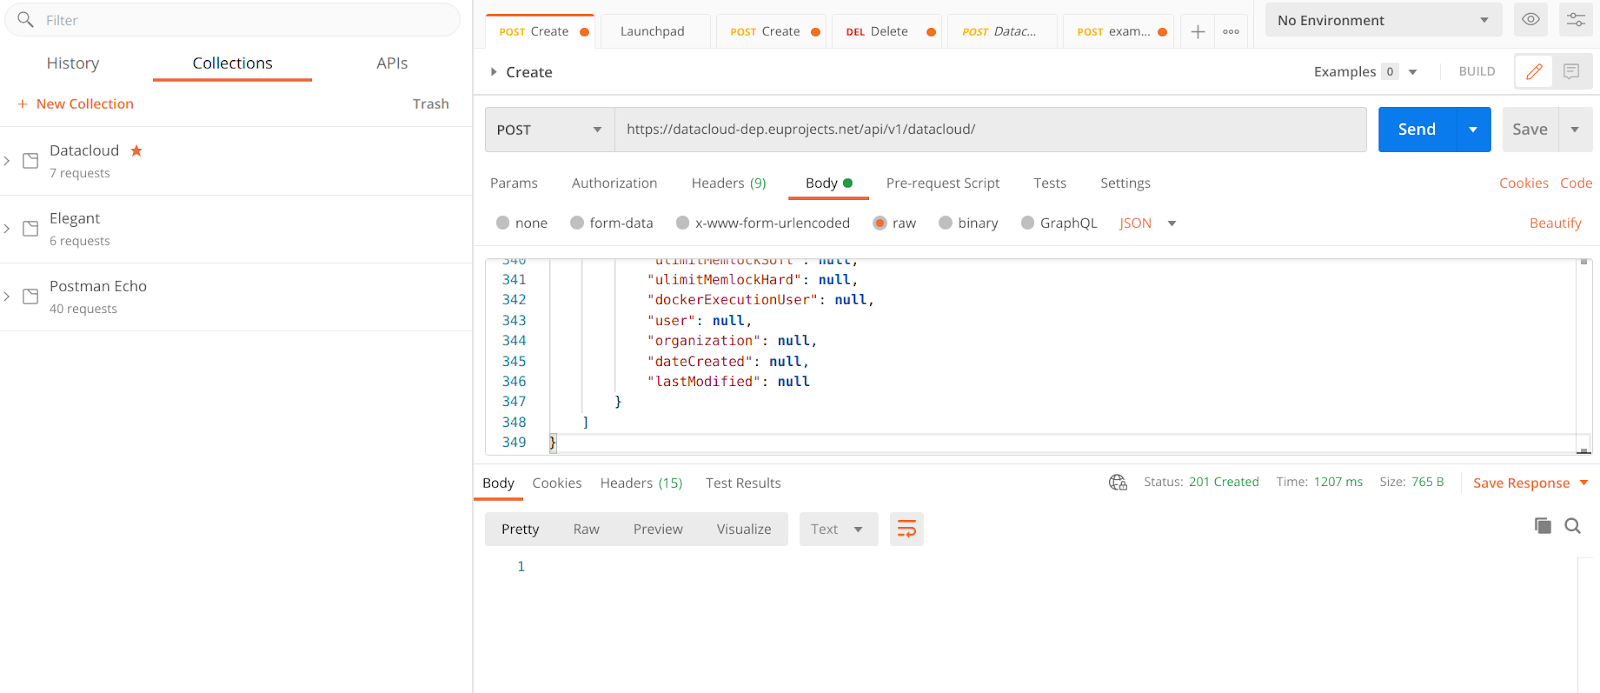 Filter
History
Collections
APIs
+ New Collection
Trash
Datacloud
7 requests
Elegant
6 requests
Postman Echo
40 requests
POST Create
Launchpad
POST Create
DEL Delete
POST Datac...
POST exam...
No Environment
Create
Examples 0
BUILD
POST
https://datacloud-dep.euprojects.net/api/v1/datacloud/
Send
Save
Params
Authorization
Headers (9)
Body
Pre-request Script
Tests
Settings
Cookies
Code
none
form-data
x-www-form-urlencoded
raw
binary
GraphQL
JSON
Beautify
340 "ulimitMemlockSoft": null,
341 "ulimitMemlockHard": null,
342 "dockerExecutionUser": null,
343 "user": null,
344 "organization": null,
345 "dateCreated": null,
346 "lastModified": null
347 }
348 ]
349 }
Body
Cookies
Headers (15)
Test Results
Status: 201 Created
Time: 1207 ms
Size: 765 B
Save Response
Pretty
Raw
Preview
Visualize
Text
1